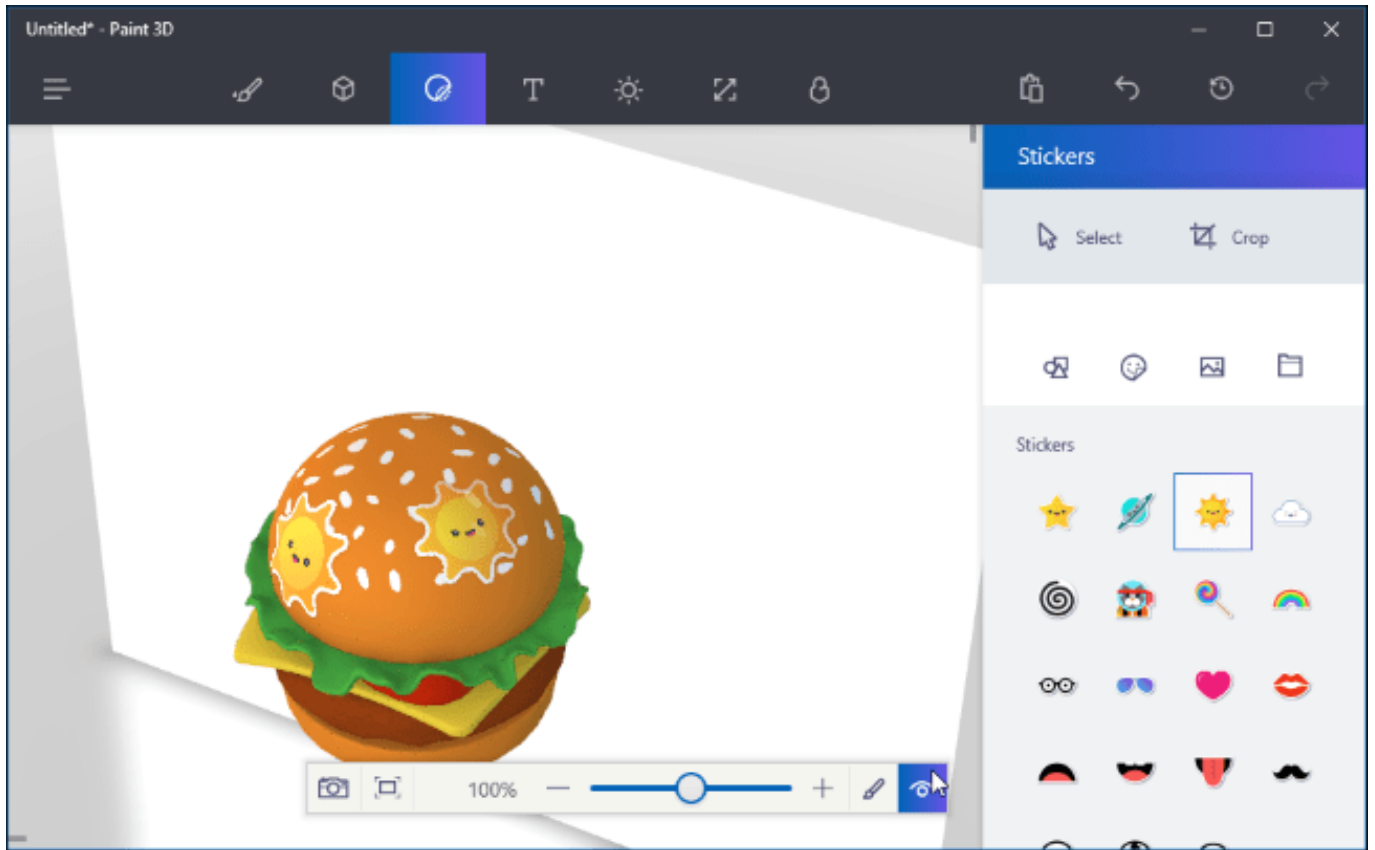 Untitled* - Paint 3D
T
Stickers
Select
Crop
Stickers
100%